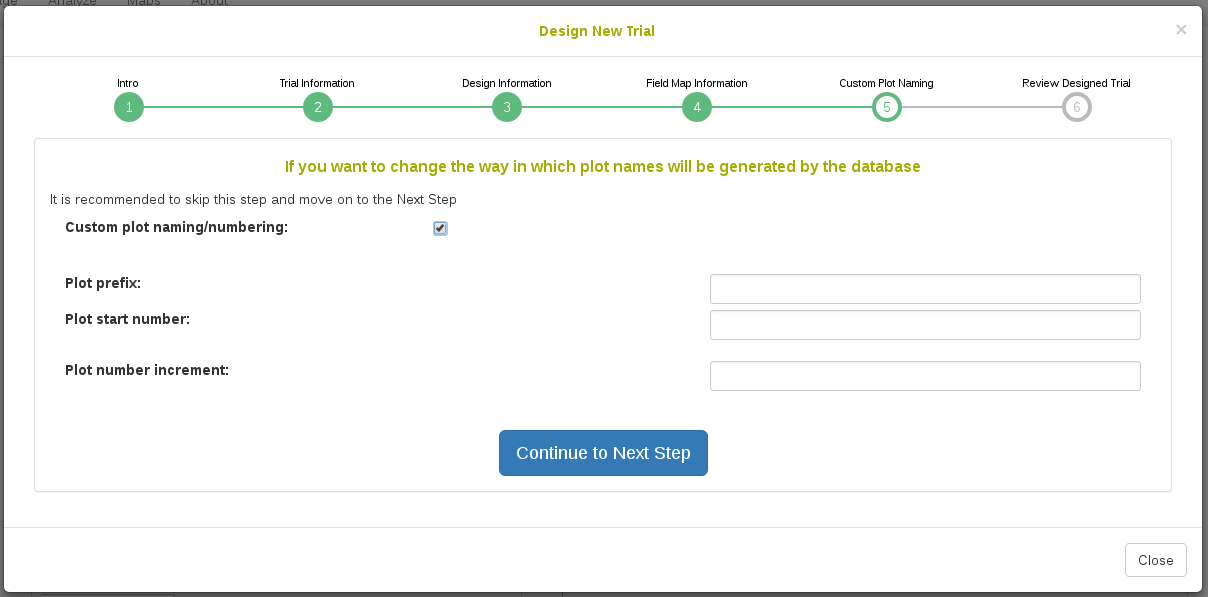 Analyze Maps About
Design New Trial
×
Intro Trial Information Design Information Field Map Information Custom Plot Naming Review Designed Trial
1 2 3 4 5 6
If you want to change the way in which plot names will be generated by the database
It is recommended to skip this step and move on to the Next Step
Custom plot naming/numbering:
Plot prefix:
Plot start number:
Plot number increment:
Continue to Next Step
Close